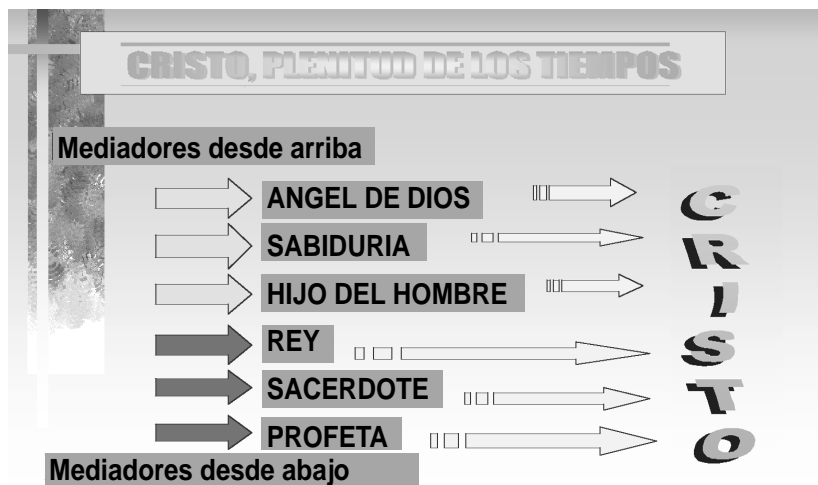 CRISTO, PLENITUD DE LOS TIEMPOS
Mediadores desde arriba
ANGEL DE DIOS
SABIDURIA
HIJO DEL HOMBRE
REY
SACERDOTE
PROFETA
Mediadores desde abajo
CRISTO